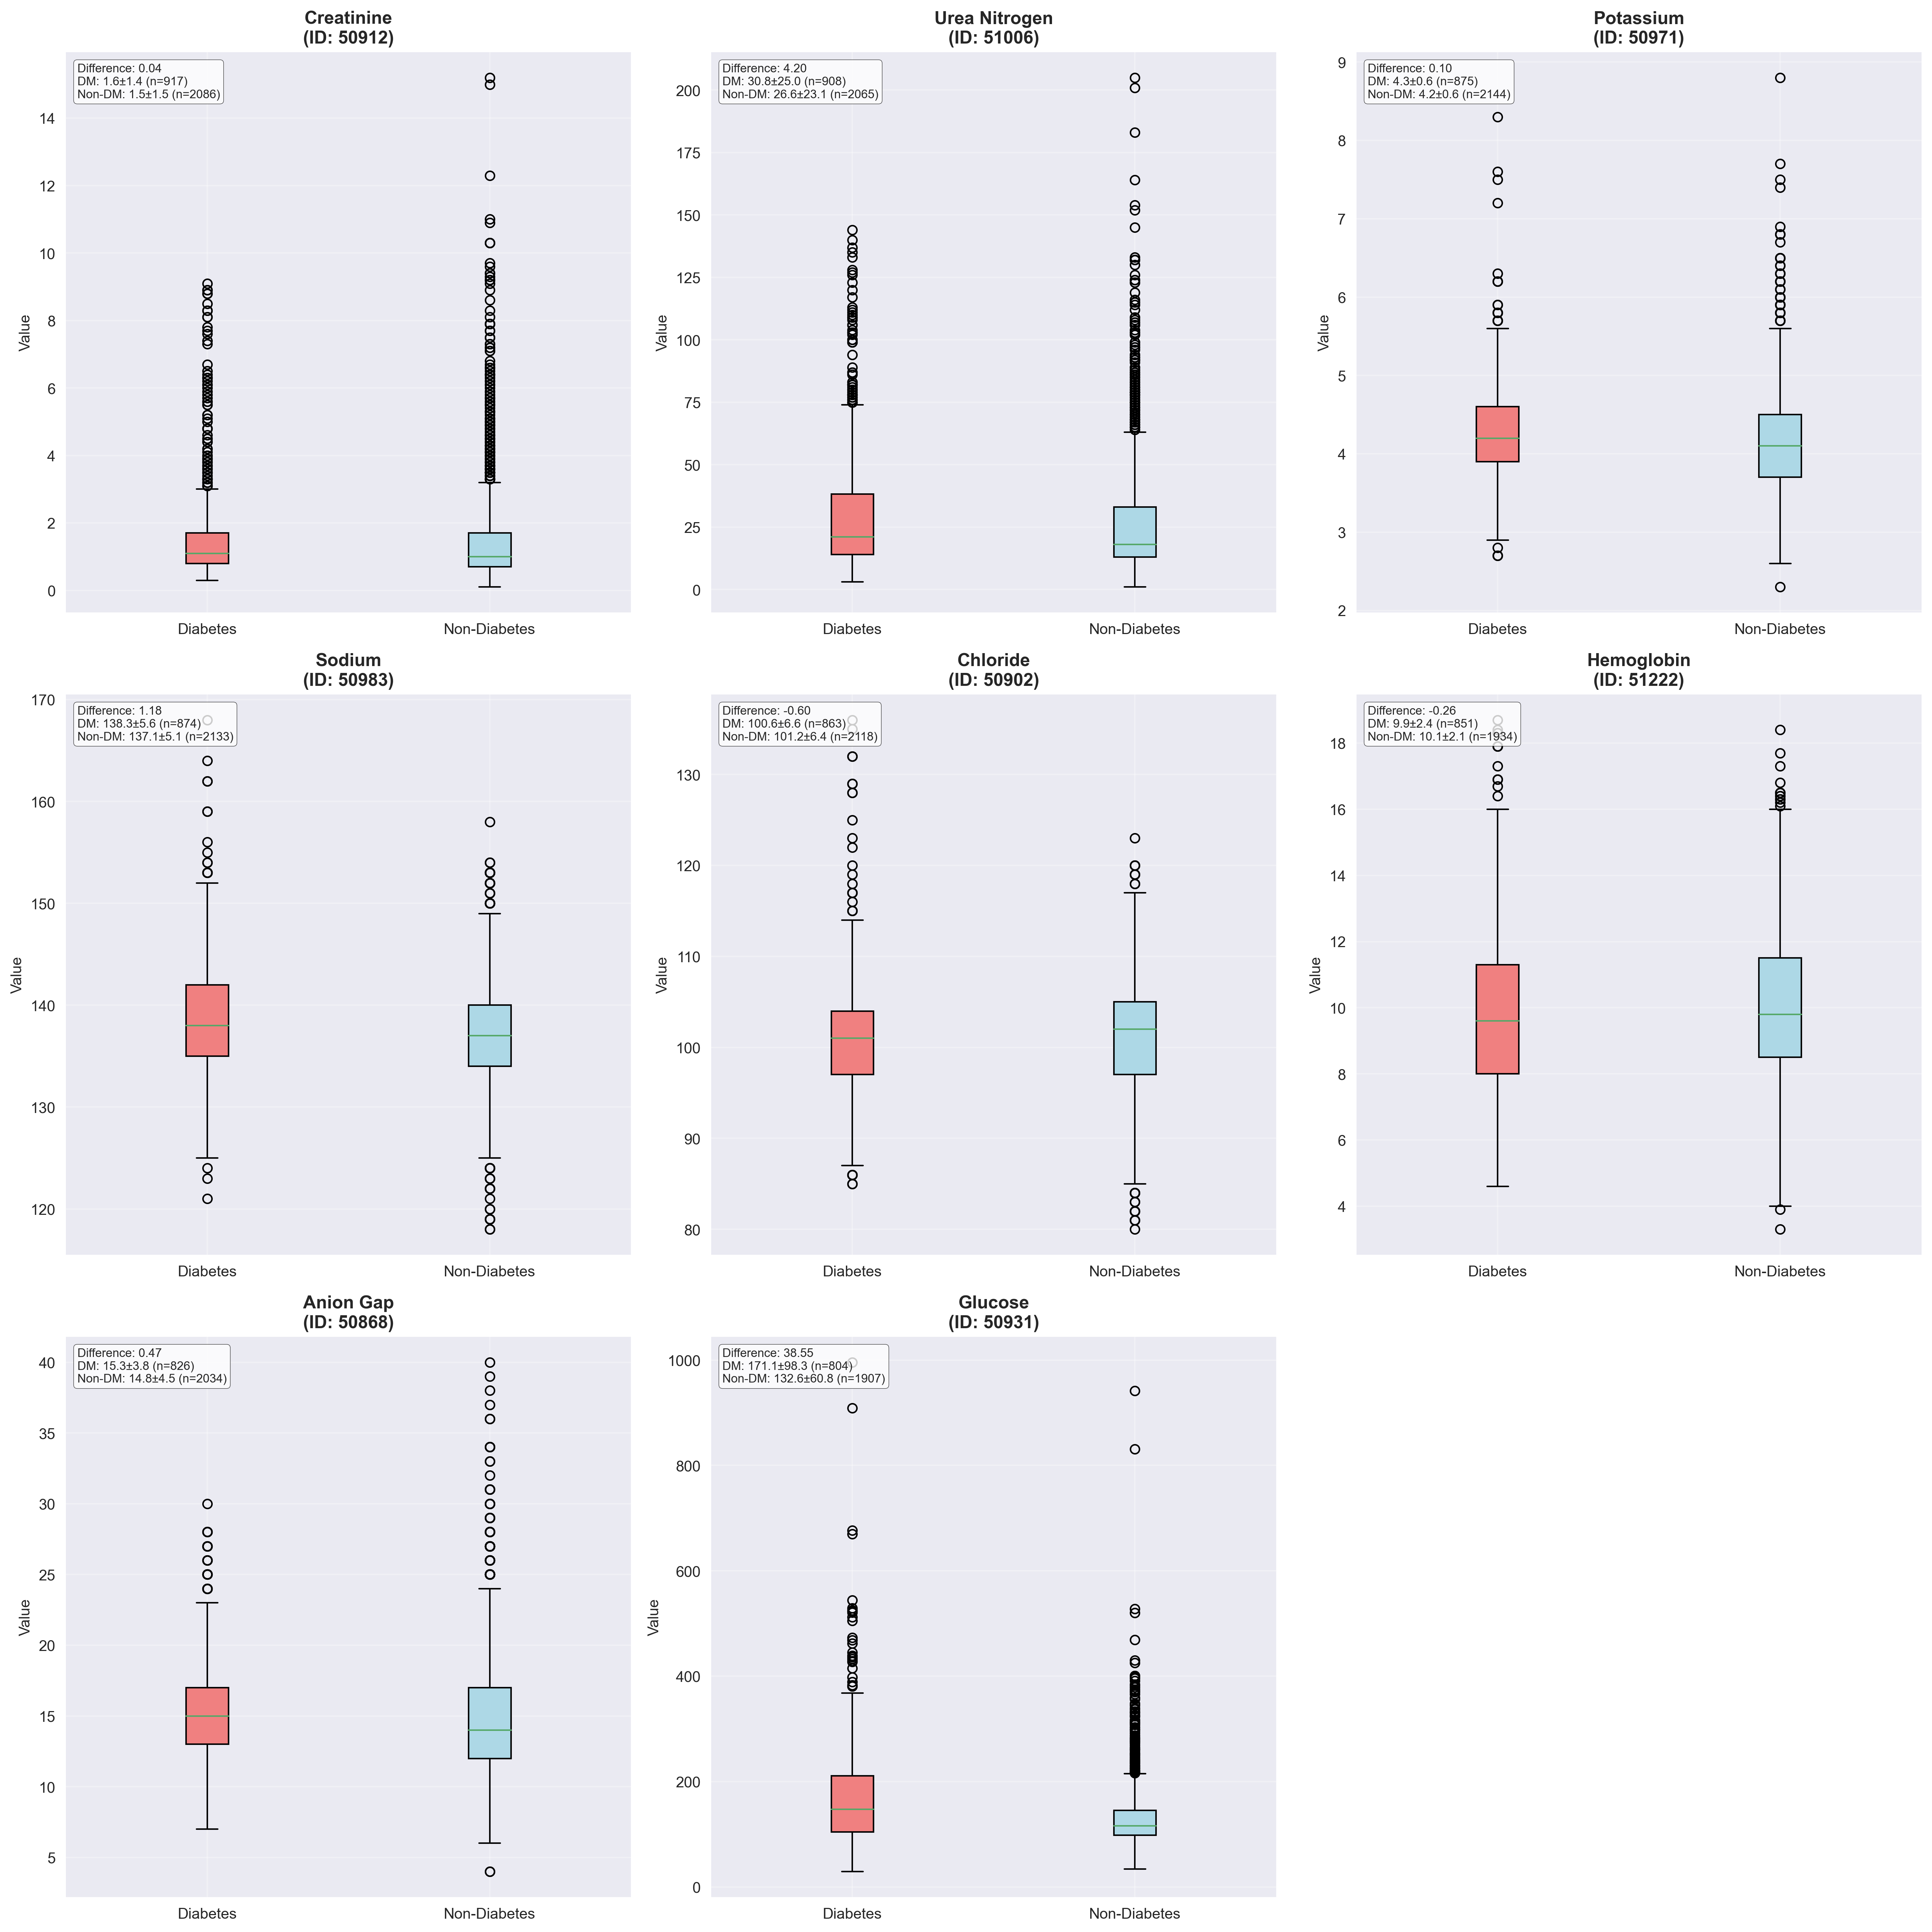 Creatinine
(ID: 50912)
Difference: 0.04
DM: 1.6±1.4 (n=917)
Non-DM: 1.5±1.5 (n=2086)
14
12
10
8
6
4
2
0
Value
Diabetes
Non-Diabetes
Urea Nitrogen
(ID: 51006)
Difference: 4.20
DM: 30.8±25.0 (n=908)
Non-DM: 26.6±23.1 (n=2065)
200
175
150
125
100
75
50
25
0
Value
Diabetes
Non-Diabetes
Potassium
(ID: 50971)
Difference: 0.10
DM: 4.3±0.6 (n=875)
Non-DM: 4.2±0.6 (n=2144)
9
8
7
6
5
4
3
2
Value
Diabetes
Non-Diabetes
Sodium
(ID: 50983)
Difference: 1.18
DM: 138.3±5.6 (n=874)
Non-DM: 137.1±5.1 (n=2133)
170
160
150
140
130
120
Value
Diabetes
Non-Diabetes
Chloride
(ID: 50902)
Difference: -0.60
DM: 100.6±6.6 (n=863)
Non-DM: 101.2±6.4 (n=2118)
130
120
110
100
90
80
Value
Diabetes
Non-Diabetes
Hemoglobin
(ID: 51222)
Difference: -0.26
DM: 9.9±2.4 (n=851)
Non-DM: 10.1±2.1 (n=1934)
18
16
14
12
10
8
6
4
Value
Diabetes
Non-Diabetes
Anion Gap
(ID: 50868)
Difference: 0.47
DM: 15.3±3.8 (n=826)
Non-DM: 14.8±4.5 (n=2034)
40
35
30
25
20
15
10
5
Value
Diabetes
Non-Diabetes
Glucose
(ID: 50931)
Difference: 38.55
DM: 171.1±98.3 (n=804)
Non-DM: 132.6±60.8 (n=1907)
1000
800
600
400
200
0
Value
Diabetes
Non-Diabetes